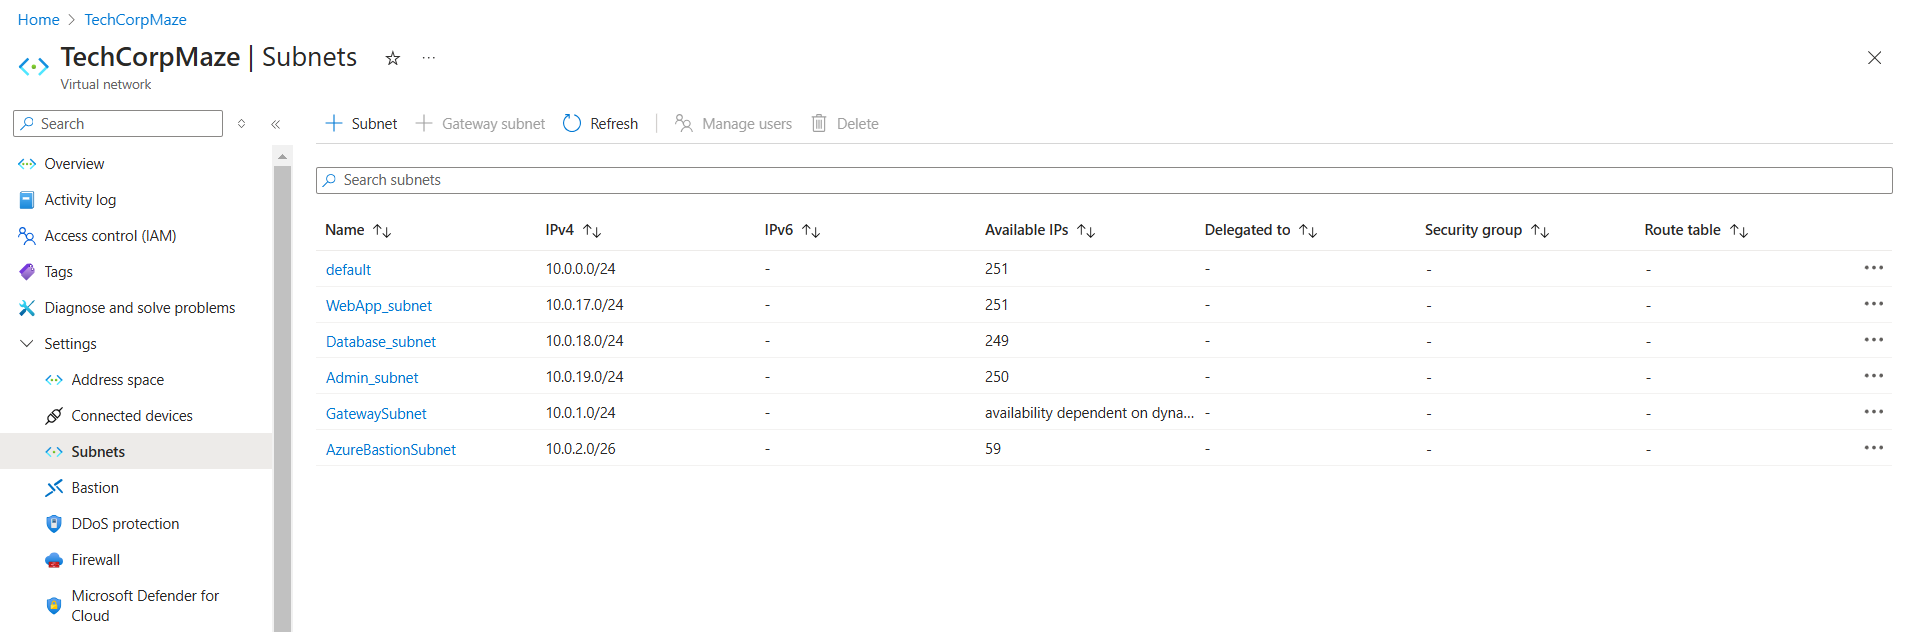 Home > TechCorpMaze
TechCorpMaze | Subnets ☆ ...
Virtual network
Search
Subnet Gateway subnet Refresh Manage users Delete
Overview
Activity log
Access control (IAM)
Tags
Diagnose and solve problems
Settings
Address space
Connected devices
Subnets
Bastion
DDoS protection
Firewall
Microsoft Defender for
Cloud
Search subnets
Name IPv4 IPv6 Available IPs Delegated to Security group Route table
default 10.0.0.0/24 - 251 - - - ...
WebApp_subnet 10.0.17.0/24 - 251 - - - ...
Database_subnet 10.0.18.0/24 - 249 - - - ...
Admin_subnet 10.0.19.0/24 - 250 - - - ...
GatewaySubnet 10.0.1.0/24 - availability dependent on dyna... - - - ...
AzureBastionSubnet 10.0.2.0/26 - 59 - - - ...